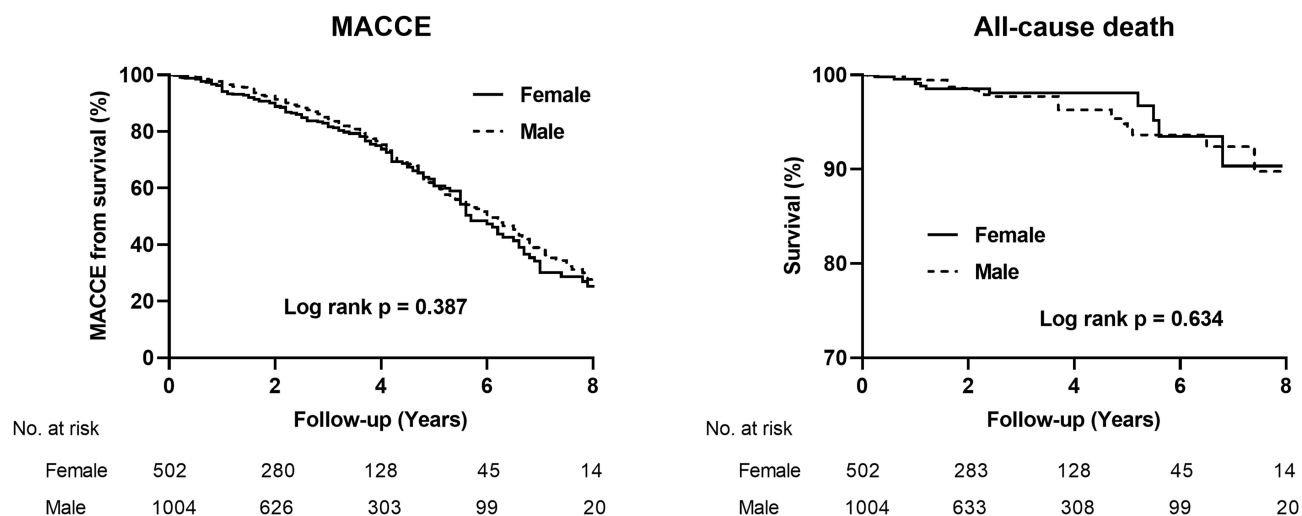 MACCE
MACCE from survival (%)
100
80
60
40
20
0
Female
Male
Log rank p = 0.387
0 2 4 6 8
Follow-up (Years)
No. at risk
Female 502 280 128 45 14
Male 1004 626 303 99 20
All-cause death
Survival (%)
100
90
80
70
Female
Male
Log rank p = 0.634
0 2 4 6 8
Follow-up (Years)
No. at risk
Female 502 283 128 45 14
Male 1004 633 308 99 20